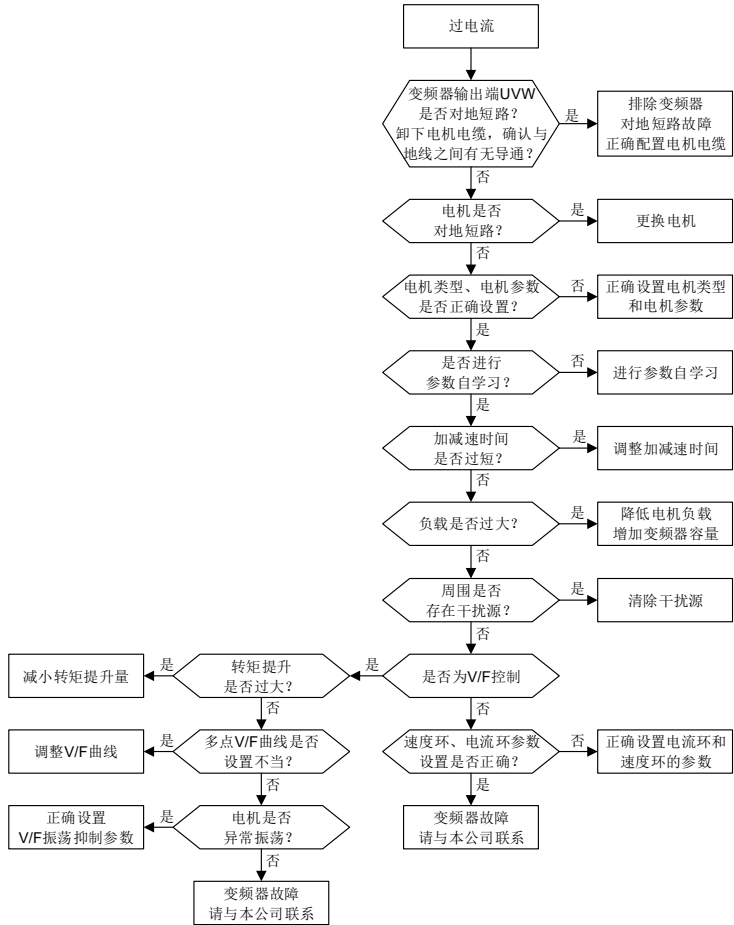 过电流
变频器输出端UVW
是否对地短路？
卸下电机电缆，确认与
地线之间有无导通？
是
排除变频器
对地短路故障
正确配置电机电缆
否
电机是否
对地短路？
是
更换电机
否
电机类型、电机参数
是否正确设置？
否
正确设置电机类型
和电机参数
是
是否进行
参数自学习？
否
进行参数自学习
是
加减速时间
是否过短？
是
调整加减速时间
否
负载是否过大？
是
降低电机负载
增加变频器容量
否
周围是否
存在干扰源？
是
清除干扰源
否
是否为V/F控制
是
转矩提升
是否过大？
是
减小转矩提升量
否
多点V/F曲线是否
设置不当？
是
调整V/F曲线
否
电机是否
异常振荡？
是
正确设置
V/F振荡抑制参数
否
变频器故障
请与本公司联系
否
速度环、电流环参数
设置是否正确？
否
正确设置电流环和
速度环的参数
是
变频器故障
请与本公司联系